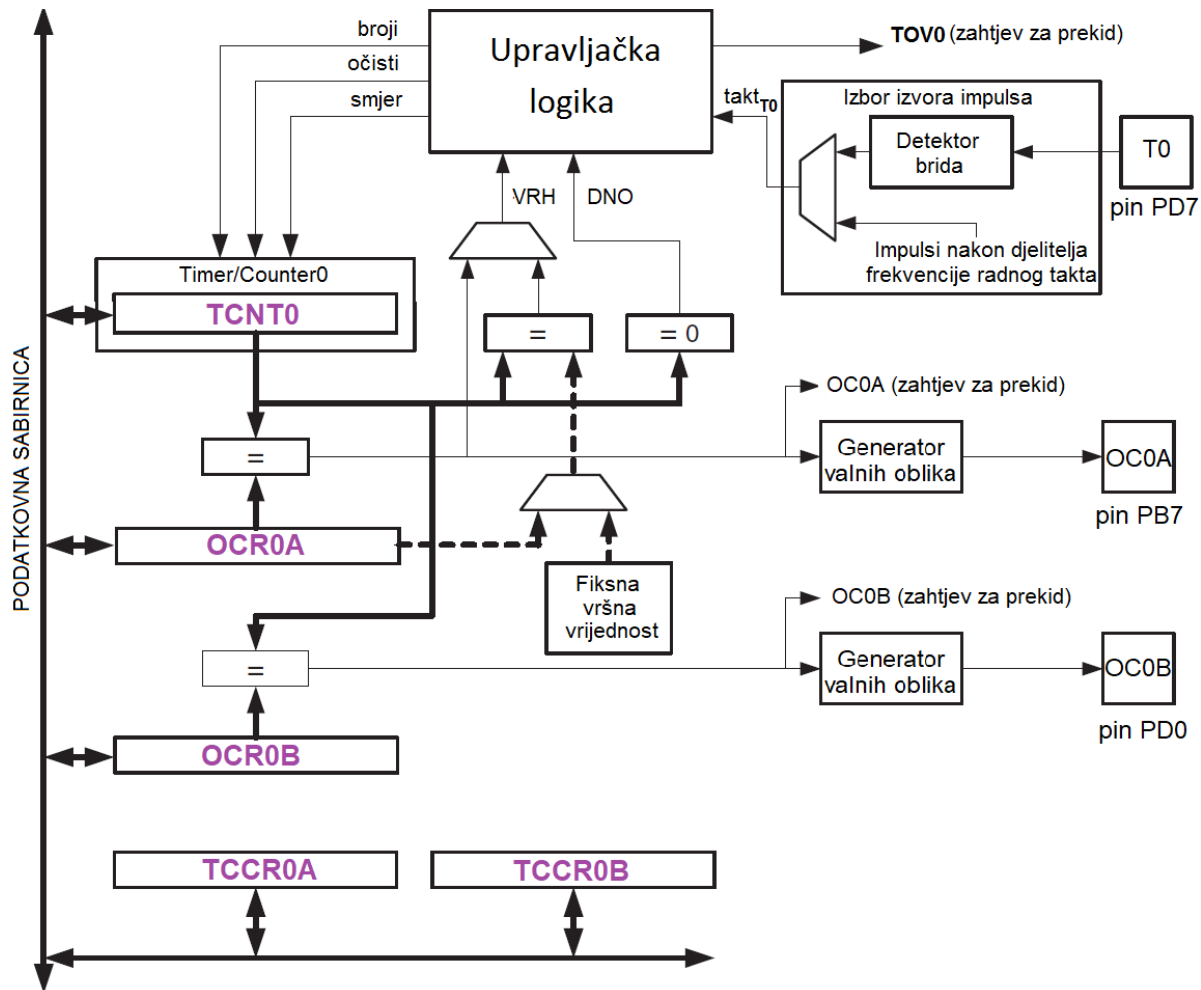 broji
očisti
smjer
Upravljačka
logika
TOV0 (zahtjev za prekid)
taktT0
Izbor izvora impulsa
Detektor
brida
T0
pin PD7
Impulsi nakon djelitelja
frekvencije radnog takta
VRH
DNO
Timer/Counter0
TCNT0
=
= 0
PODATKOVNA SABIRNICA
OC0A (zahtjev za prekid)
=
Generator
valnih oblika
OC0A
pin PB7
OCR0A
Fiksna
vršna
vrijednost
OC0B (zahtjev za prekid)
=
Generator
valnih oblika
OC0B
pin PD0
OCR0B
TCCR0A
TCCR0B